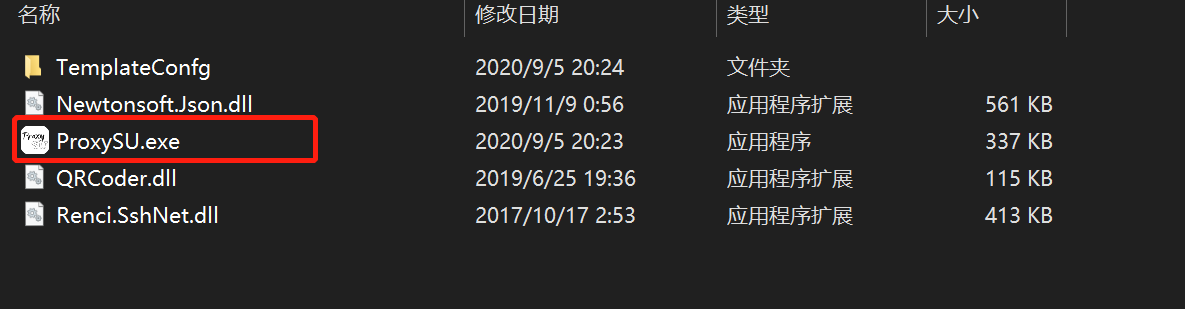 名称 修改日期 类型 大小
TemplateConfg 2020/9/5 20:24 文件夹
Newtonsoft.Json.dll 2019/11/9 0:56 应用程序扩展 561 KB
ProxySU.exe 2020/9/5 20:23 应用程序 337 KB
QRCoder.dll 2019/6/25 19:36 应用程序扩展 115 KB
Renci.SshNet.dll 2017/10/17 2:53 应用程序扩展 413 KB